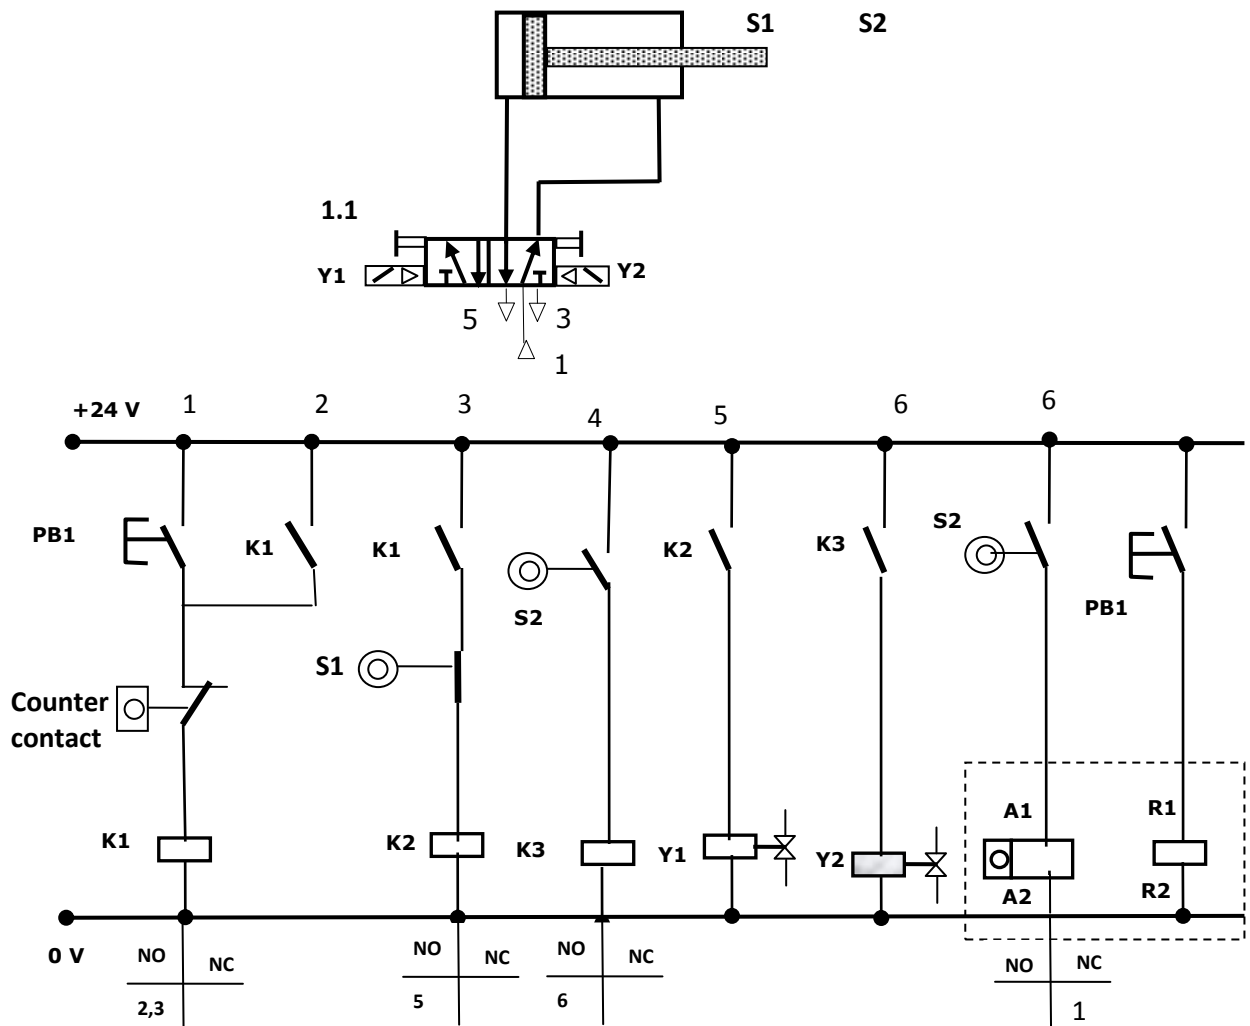 S1 S2
1.1
Y1 Y2
5 3
1
+24 V 1 2 3 4 5 6 6
PB1 K1 K1 S2 K2 K3 S2 PB1
S1
Counter
contact
K1 K2 K3 Y1 Y2 A1 R1
A2 R2
0 V NO NC NO NC NO NC NO NC
2,3 5 6 1